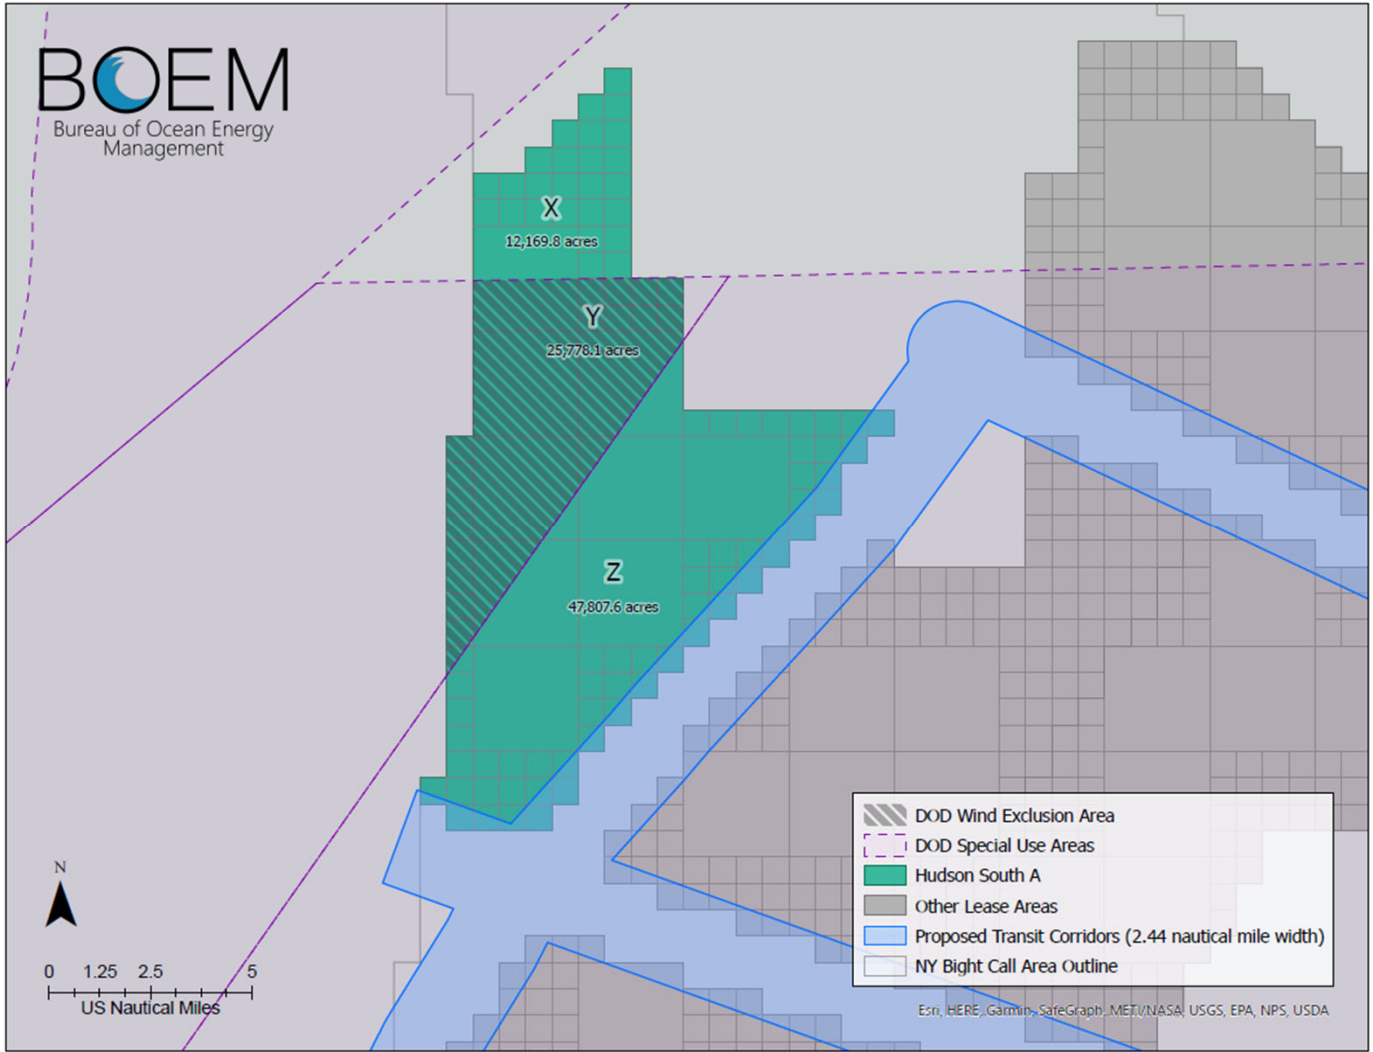 BOEM
Bureau of Ocean Energy
Management
X
12,169.8 acres
Y
25,778.1 acres
Z
47,807.6 acres
DOD Wind Exclusion Area
DOD Special Use Areas
Hudson South A
Other Lease Areas
Proposed Transit Corridors (2.44 nautical mile width)
NY Bight Call Area Outline
N
0 1.25 2.5 5
US Nautical Miles
Esri, HERE, Garmin, SafeGraph, METI/NASA, USGS, EPA, NPS, USDA